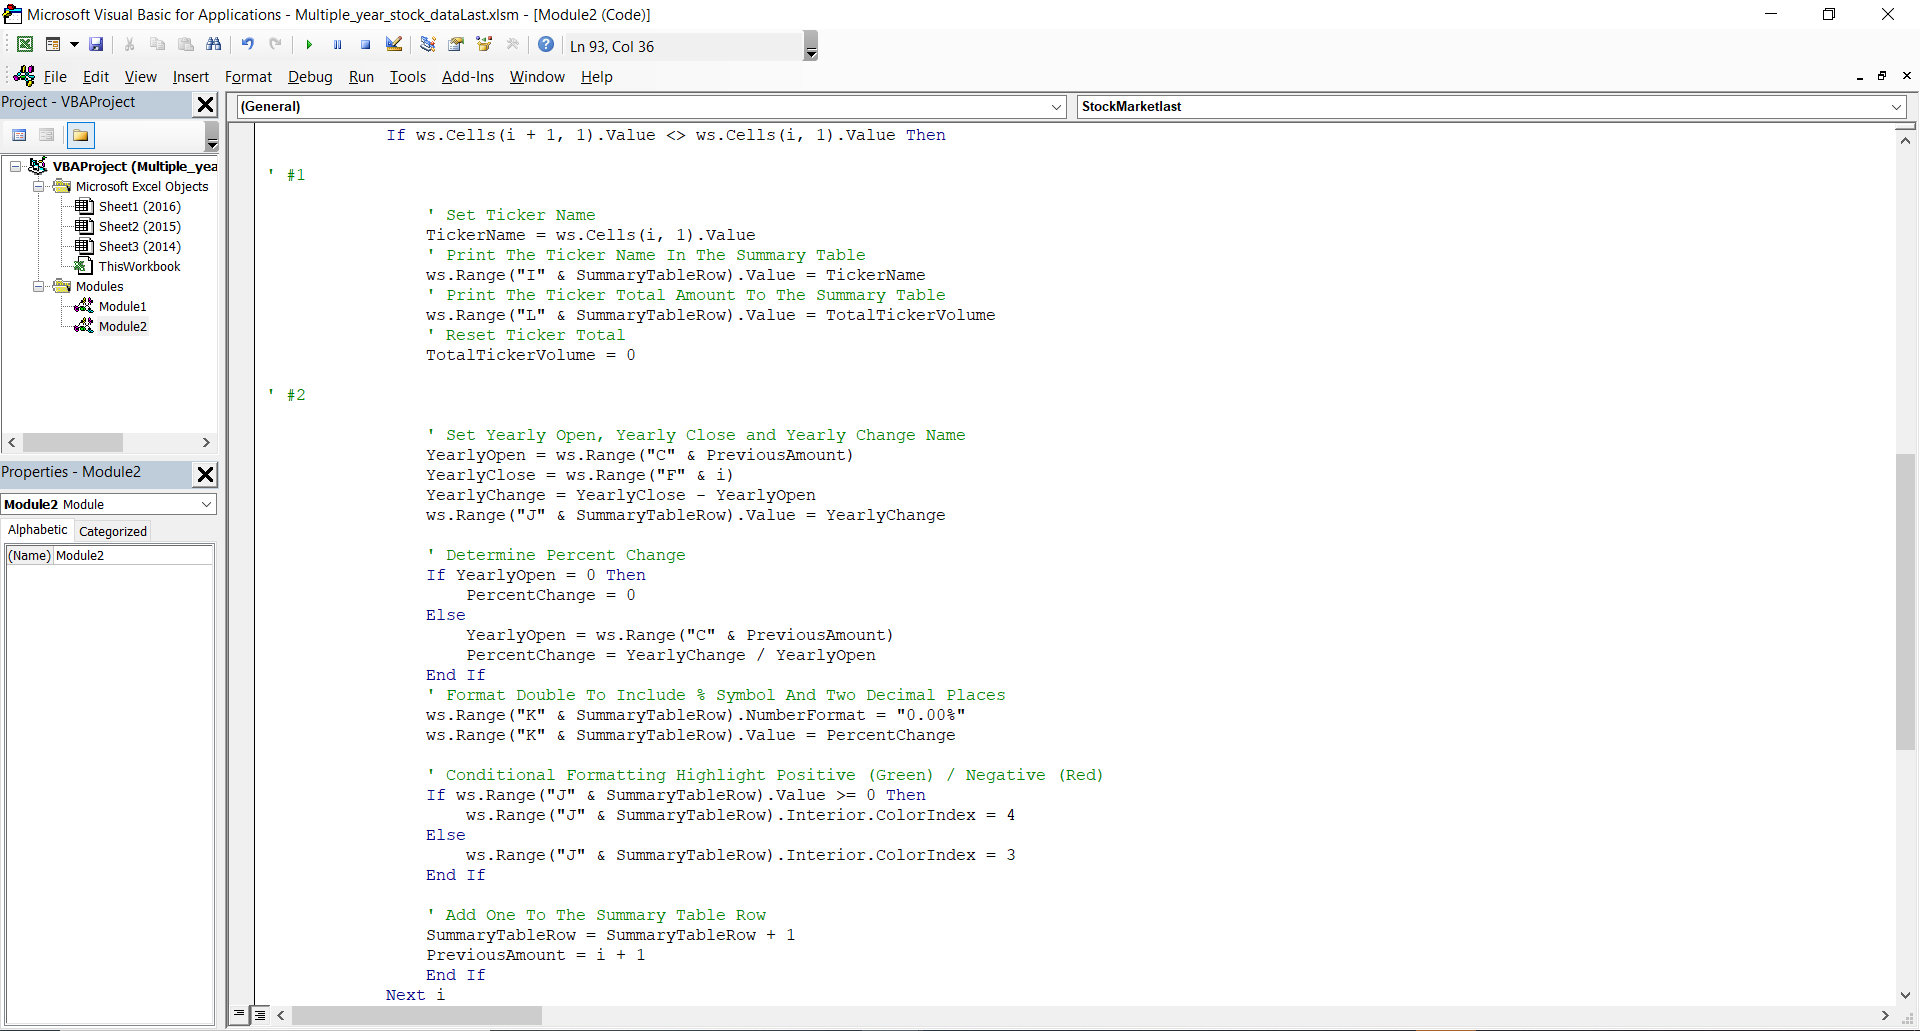 Microsoft Visual Basic for Applications - Multiple_year_stock_dataLast.xlsm - [Module2 (Code)]
Ln 93, Col 36
File Edit View Insert Format Debug Run Tools Add-Ins Window Help
Project - VBAProject
(General)
StockMarketlast
VBAProject (Multiple_yea
Microsoft Excel Objects
Sheet1 (2016)
Sheet2 (2015)
Sheet3 (2014)
ThisWorkbook
Modules
Module1
Module2
Properties - Module2
Module2 Module
Alphabetic Categorized
(Name) Module2
If ws.Cells(i + 1, 1).Value <> ws.Cells(i, 1).Value Then
' #1
' Set Ticker Name
TickerName = ws.Cells(i, 1).Value
' Print The Ticker Name In The Summary Table
ws.Range("I" & SummaryTableRow).Value = TickerName
' Print The Ticker Total Amount To The Summary Table
ws.Range("L" & SummaryTableRow).Value = TotalTickerVolume
' Reset Ticker Total
TotalTickerVolume = 0
' #2
' Set Yearly Open, Yearly Close and Yearly Change Name
YearlyOpen = ws.Range("C" & PreviousAmount)
YearlyClose = ws.Range("F" & i)
YearlyChange = YearlyClose - YearlyOpen
ws.Range("J" & SummaryTableRow).Value = YearlyChange
' Determine Percent Change
If YearlyOpen = 0 Then
PercentChange = 0
Else
YearlyOpen = ws.Range("C" & PreviousAmount)
PercentChange = YearlyChange / YearlyOpen
End If
' Format Double To Include % Symbol And Two Decimal Places
ws.Range("K" & SummaryTableRow).NumberFormat = "0.00%"
ws.Range("K" & SummaryTableRow).Value = PercentChange
' Conditional Formatting Highlight Positive (Green) / Negative (Red)
If ws.Range("J" & SummaryTableRow).Value >= 0 Then
ws.Range("J" & SummaryTableRow).Interior.ColorIndex = 4
Else
ws.Range("J" & SummaryTableRow).Interior.ColorIndex = 3
End If
' Add One To The Summary Table Row
SummaryTableRow = SummaryTableRow + 1
PreviousAmount = i + 1
End If
Next i